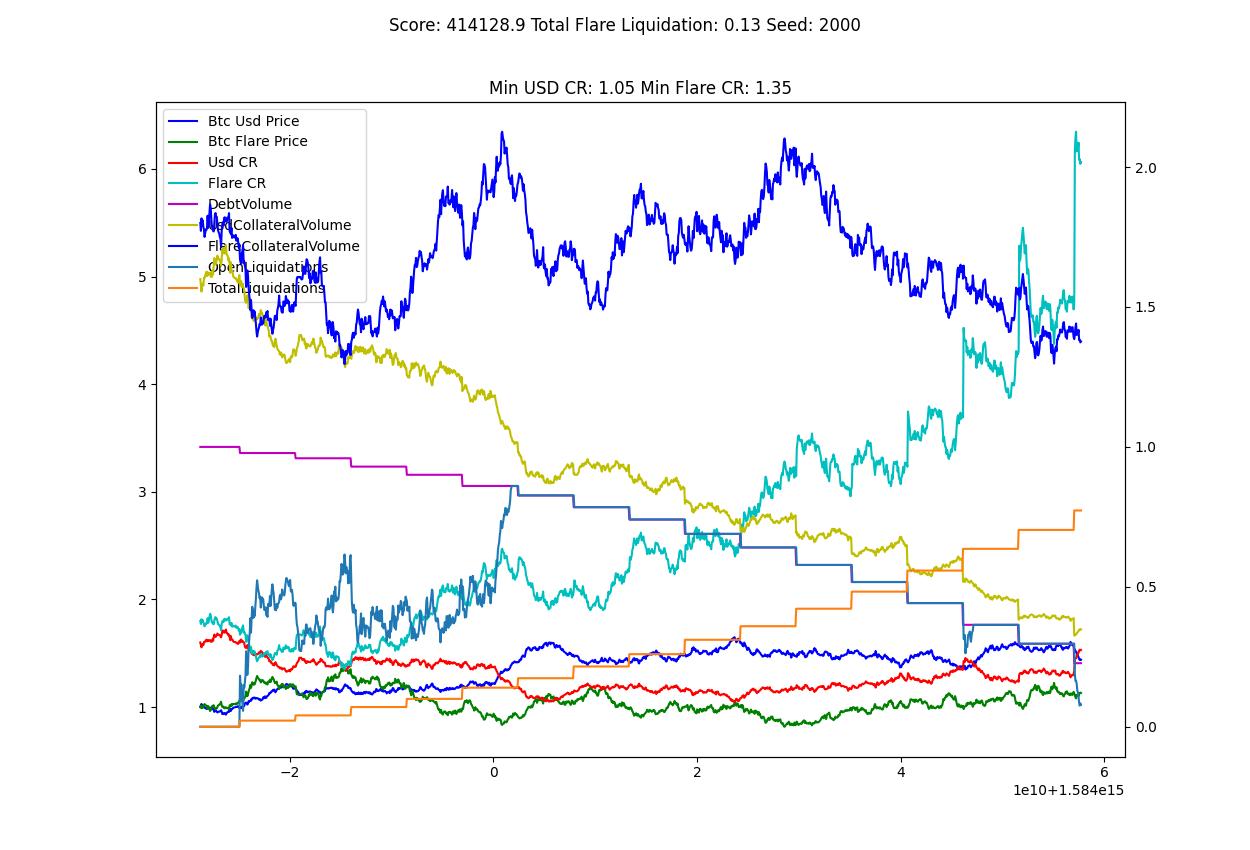 Score: 414128.9 Total Flare Liquidation: 0.13 Seed: 2000
Min USD CR: 1.05 Min Flare CR: 1.35
Btc Usd Price
Btc Flare Price
Usd CR
Flare CR
DebtVolume
UsdCollateralVolume
FlareCollateralVolume
OpenLiquidations
TotalLiquidations
6
5
4
3
2
1
2.0
1.5
1.0
0.5
0.0
−2
0
2
4
6
1e10+1.584e15